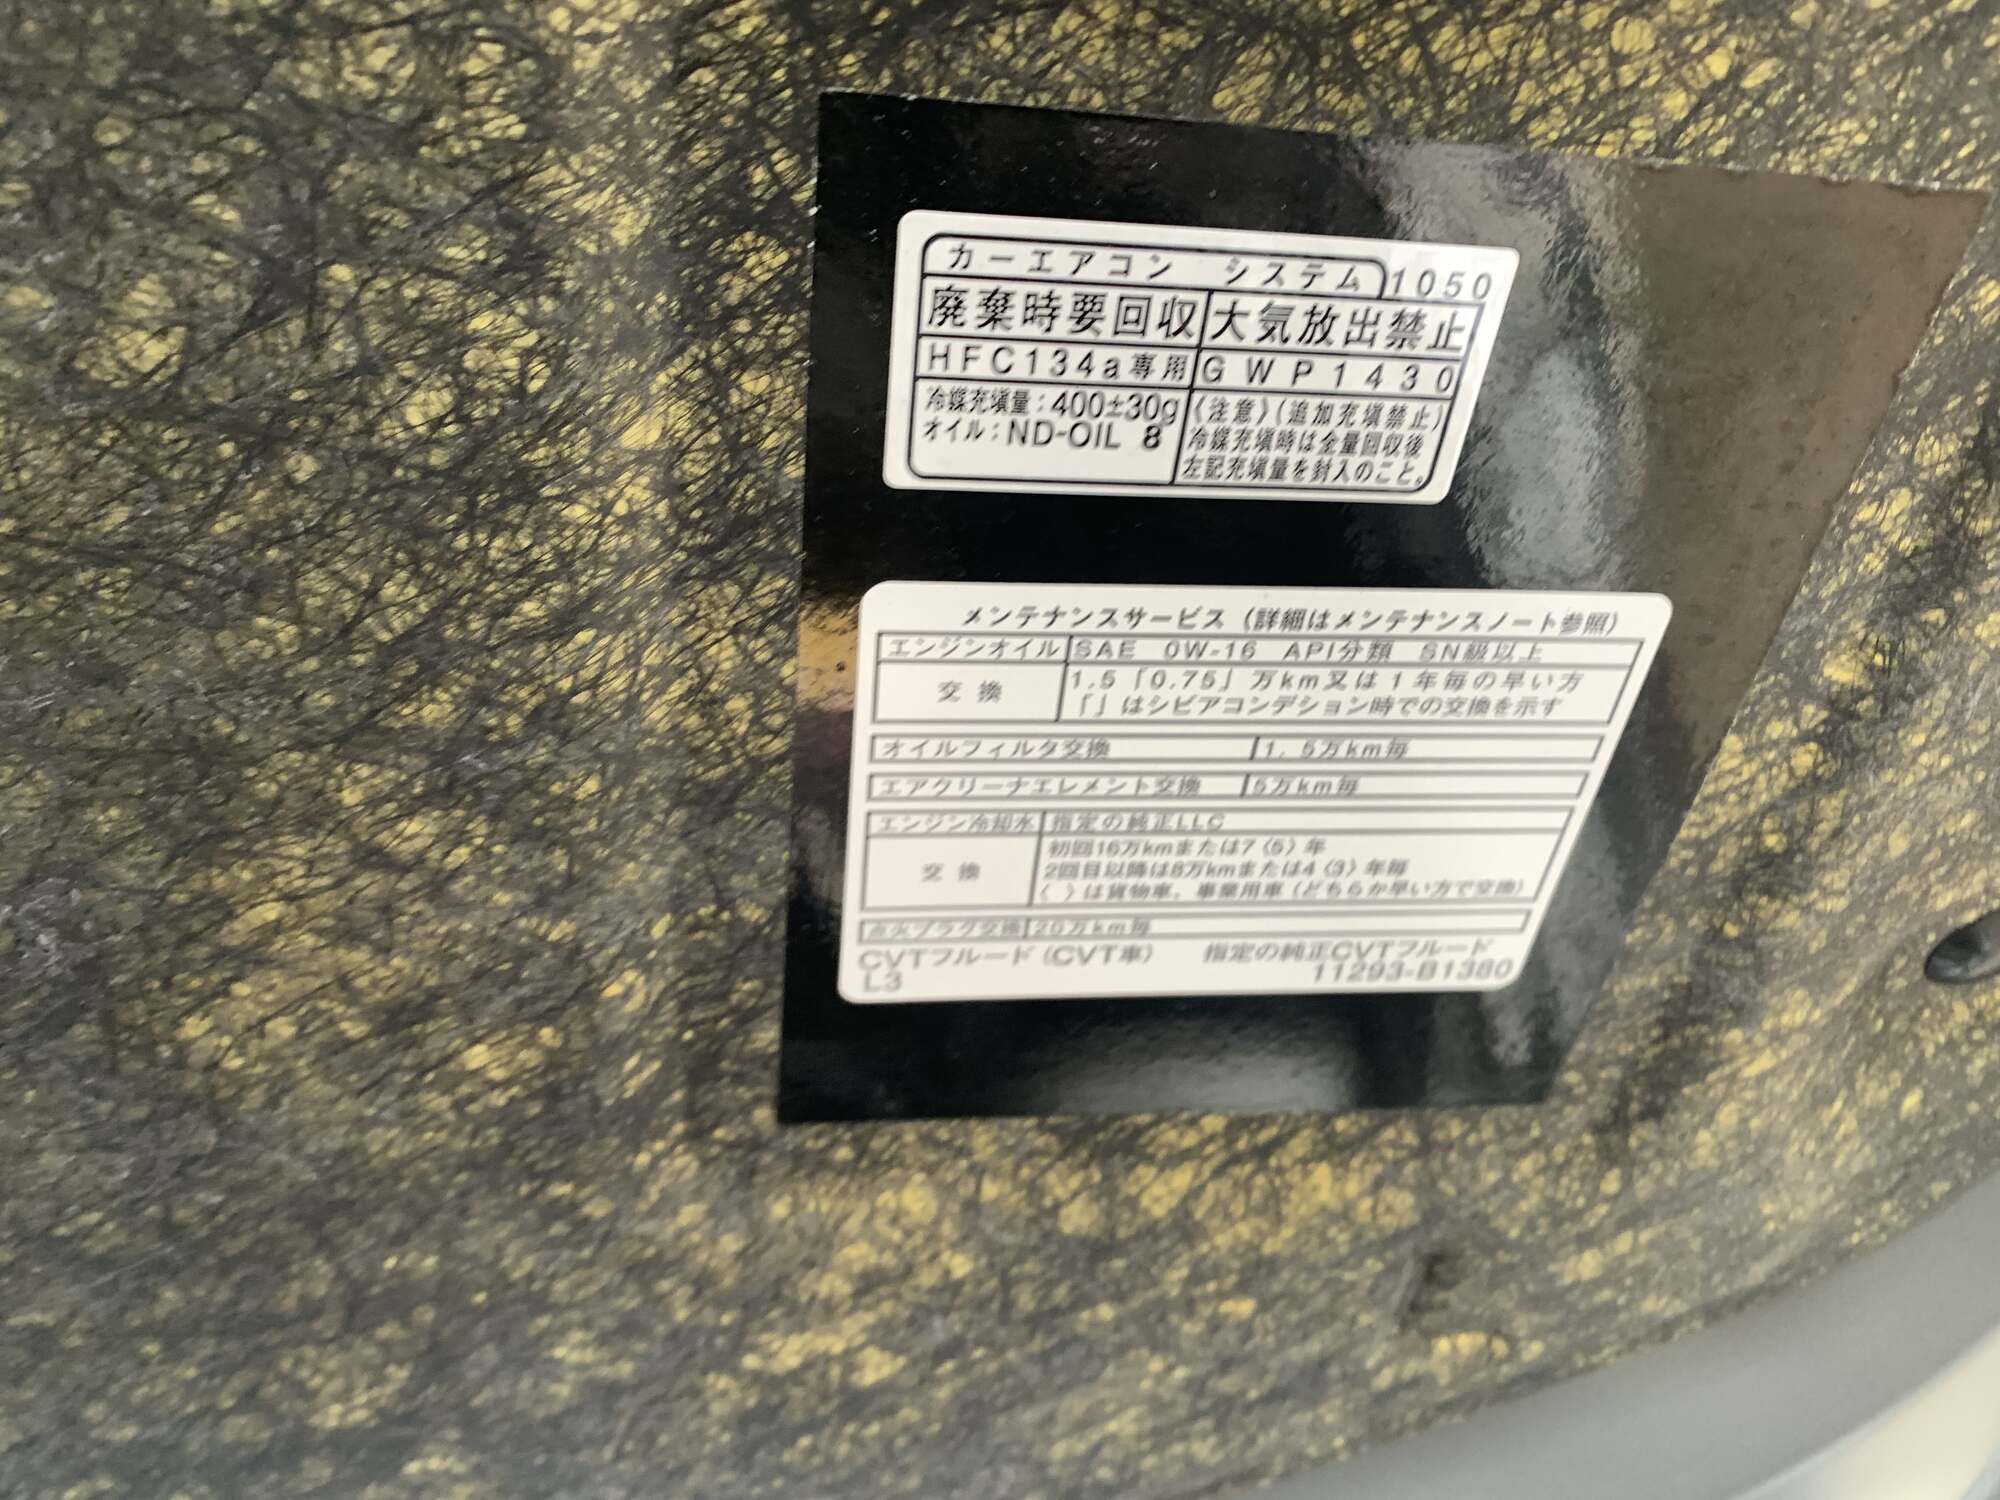 カーエアコン システム 1050
廃棄時要回収 大気放出禁止
HFC134a専用 GWP1430
冷媒充塡量:400±30g
オイル:ND-OIL 8
〈注意〉(追加充塡禁止)
冷媒充塡時は全量回収後
左記充塡量を封入のこと。
メンテナンスサービス(詳細はメンテナンスノート参照)
エンジンオイル SAE 0W-16 API分類 SN級以上
交換 1.5「0.75」万km又は1年毎の早い方
「」はシビアコンデション時での交換を示す
オイルフィルタ交換 1.5万km毎
エアクリーナエレメント交換 5万km毎
エンジン冷却水 指定の純正LLC
交換 初回16万kmまたは7〈5〉年
2回目以降は8万kmまたは4〈3〉年毎
〈 〉は貨物車、事業用車(どちらか早い方で交換)
点火プラグ交換 20万km毎
CVTフルード(CVT車) 指定の純正CVTフルード
L3 11293-B1380